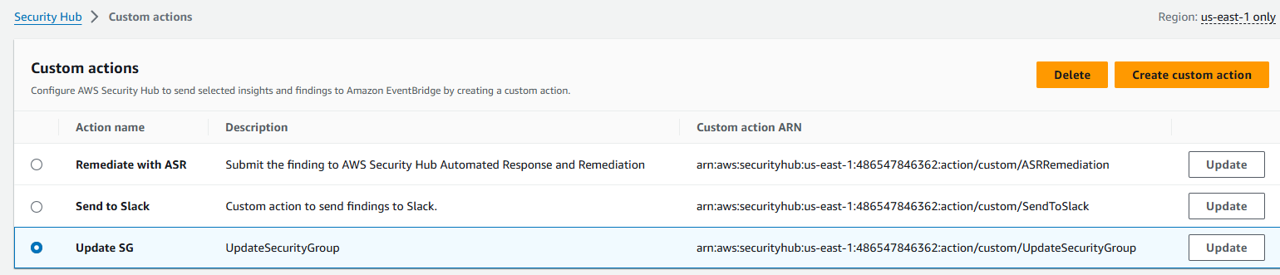 Security Hub > Custom actions Region: us-east-1 only
Custom actions
Delete Create custom action
Configure AWS Security Hub to send selected insights and findings to Amazon EventBridge by creating a custom action.
Action name Description Custom action ARN
Remediate with ASR Submit the finding to AWS Security Hub Automated Response and Remediation arn:aws:securityhub:us-east-1:486547846362:action/custom/ASRRemediation Update
Send to Slack Custom action to send findings to Slack. arn:aws:securityhub:us-east-1:486547846362:action/custom/SendToSlack Update
Update SG UpdateSecurityGroup arn:aws:securityhub:us-east-1:486547846362:action/custom/UpdateSecurityGroup Update